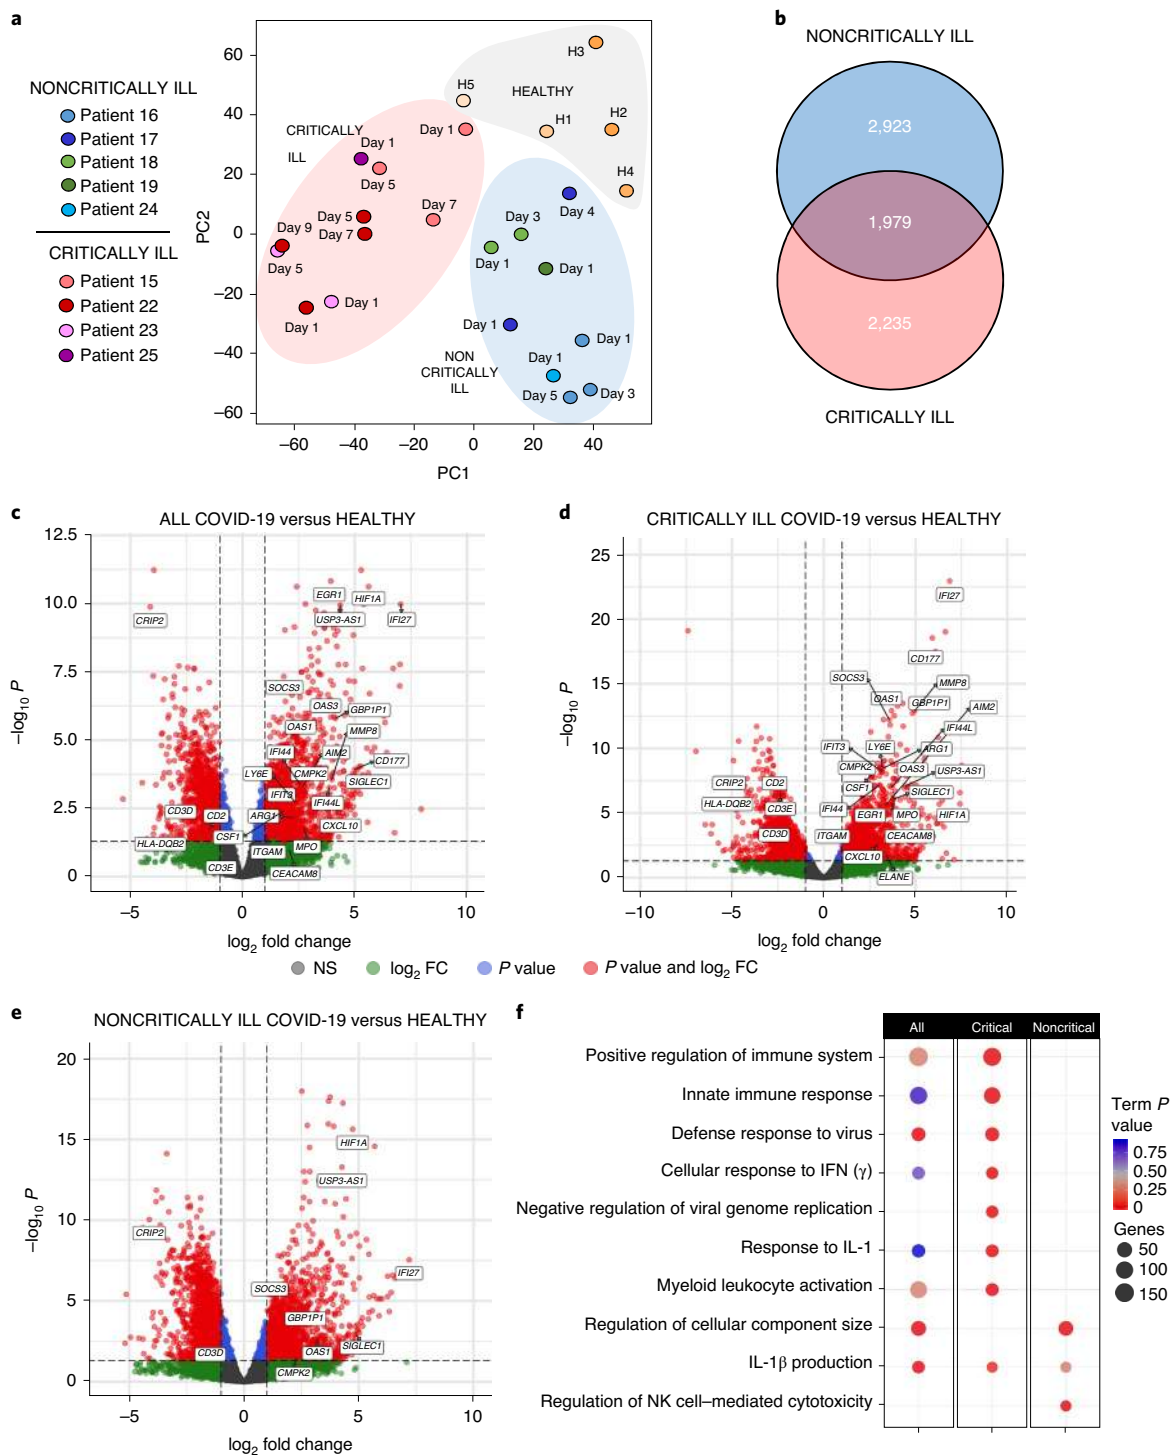 a
NONCRITICALLY ILL
Patient 16
Patient 17
Patient 18
Patient 19
Patient 24
CRITICALLY ILL
Patient 15
Patient 22
Patient 23
Patient 25
PC2
60
40
20
0
−20
−40
−60
H3
H5
HEALTHY
H1
H2
H4
CRITICALLY
ILL
Day 1
Day 1
Day 5
Day 5
Day 7
Day 7
Day 9
Day 5
Day 1
Day 1
Day 4
Day 3
Day 1
Day 1
Day 1
Day 1
Day 1
Day 5
Day 3
NON
CRITICALLY
ILL
−60 −40 −20 0 20 40
PC1
b
NONCRITICALLY ILL
2,923
1,979
2,235
CRITICALLY ILL
c
ALL COVID-19 versus HEALTHY
−log10 P
12.5
10.0
7.5
5.0
2.5
0
CRIP2
EGR1
HIF1A
USP3-AS1
IFI27
SOCS3
OAS3
GBP1P1
OAS1
MMP8
IFI44
AIM2
CD177
LY6E
CMPK2
SIGLEC1
IFIT3
IFI44L
CD3D
CD2
ARG1
CXCL10
CSF1
HLA-DQB2
ITGAM
MPO
CD3E
CEACAM8
−5 0 5 10
log2 fold change
d
CRITICALLY ILL COVID-19 versus HEALTHY
−log10 P
25
20
15
10
5
0
IFI27
CD177
SOCS3
MMP8
OAS1
GBP1P1
AIM2
IFI44L
IFIT3
LY6E
ARG1
CMPK2
OAS3
USP3-AS1
CRIP2
CD2
CSF1
SIGLEC1
HLA-DQB2
CD3E
IFI44
EGR1
MPO
HIF1A
CD3D
ITGAM
CEACAM8
CXCL10
ELANE
−10 −5 0 5 10
log2 fold change
NS
log2 FC
P value
P value and log2 FC
e
NONCRITICALLY ILL COVID-19 versus HEALTHY
−log10 P
20
15
10
5
0
HIF1A
USP3-AS1
CRIP2
IFI27
SOCS3
GBP1P1
SIGLEC1
CD3D
OAS1
CMPK2
−5 0 5 10
log2 fold change
f
All Critical Noncritical
Positive regulation of immune system
Innate immune response
Defense response to virus
Cellular response to IFN (γ)
Negative regulation of viral genome replication
Response to IL-1
Myeloid leukocyte activation
Regulation of cellular component size
IL-1β production
Regulation of NK cell–mediated cytotoxicity
Term P
value
0.75
0.50
0.25
0
Genes
50
100
150